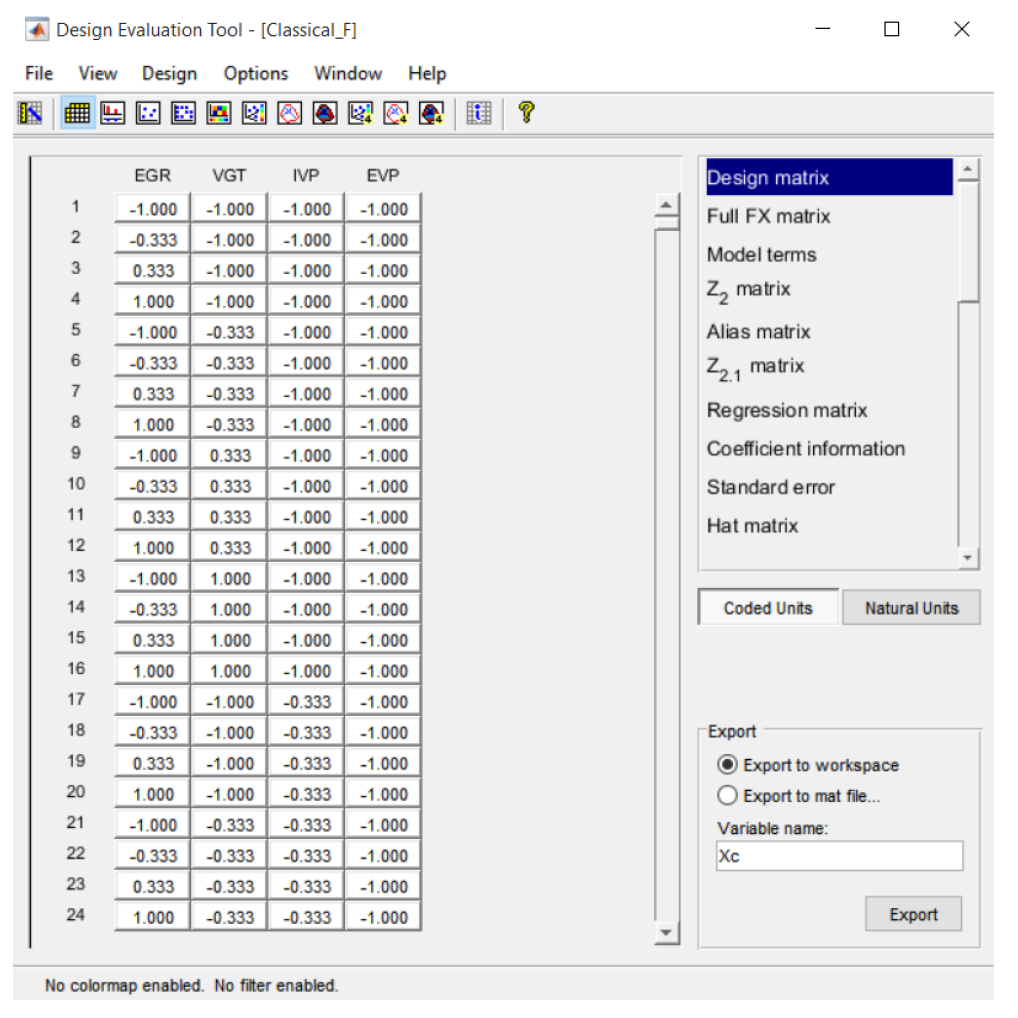 Design Evaluation Tool - [Classical_F]
File View Design Options Window Help
EGR VGT IVP EVP
1 -1.000 -1.000 -1.000 -1.000
2 -0.333 -1.000 -1.000 -1.000
3 0.333 -1.000 -1.000 -1.000
4 1.000 -1.000 -1.000 -1.000
5 -1.000 -0.333 -1.000 -1.000
6 -0.333 -0.333 -1.000 -1.000
7 0.333 -0.333 -1.000 -1.000
8 1.000 -0.333 -1.000 -1.000
9 -1.000 0.333 -1.000 -1.000
10 -0.333 0.333 -1.000 -1.000
11 0.333 0.333 -1.000 -1.000
12 1.000 0.333 -1.000 -1.000
13 -1.000 1.000 -1.000 -1.000
14 -0.333 1.000 -1.000 -1.000
15 0.333 1.000 -1.000 -1.000
16 1.000 1.000 -1.000 -1.000
17 -1.000 -1.000 -0.333 -1.000
18 -0.333 -1.000 -0.333 -1.000
19 0.333 -1.000 -0.333 -1.000
20 1.000 -1.000 -0.333 -1.000
21 -1.000 -0.333 -0.333 -1.000
22 -0.333 -0.333 -0.333 -1.000
23 0.333 -0.333 -0.333 -1.000
24 1.000 -0.333 -0.333 -1.000
Design matrix
Full FX matrix
Model terms
Z2 matrix
Alias matrix
Z2.1 matrix
Regression matrix
Coefficient information
Standard error
Hat matrix
Coded Units Natural Units
Export
Export to workspace
Export to mat file...
Variable name:
Xc
Export
No colormap enabled. No filter enabled.